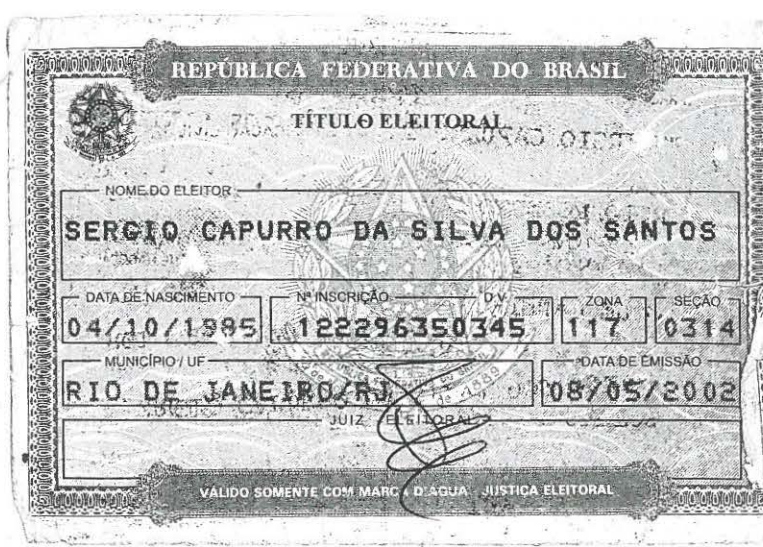 REPÚBLICA FEDERATIVA DO BRASIL
TÍTULO ELEITORAL
NOME DO ELEITOR
SERGIO CAPURRO DA SILVA DOS SANTOS
DATA DE NASCIMENTO Nº INSCRIÇÃO D.V. ZONA SEÇÃO
04/10/1985 122296350345 117 0314
MUNICÍPIO / UF DATA DE EMISSÃO
RIO DE JANEIRO/RJ 08/05/2002
JUIZ ELEITORAL
VÁLIDO SOMENTE COM MARCA D'AGUA JUSTIÇA ELEITORAL